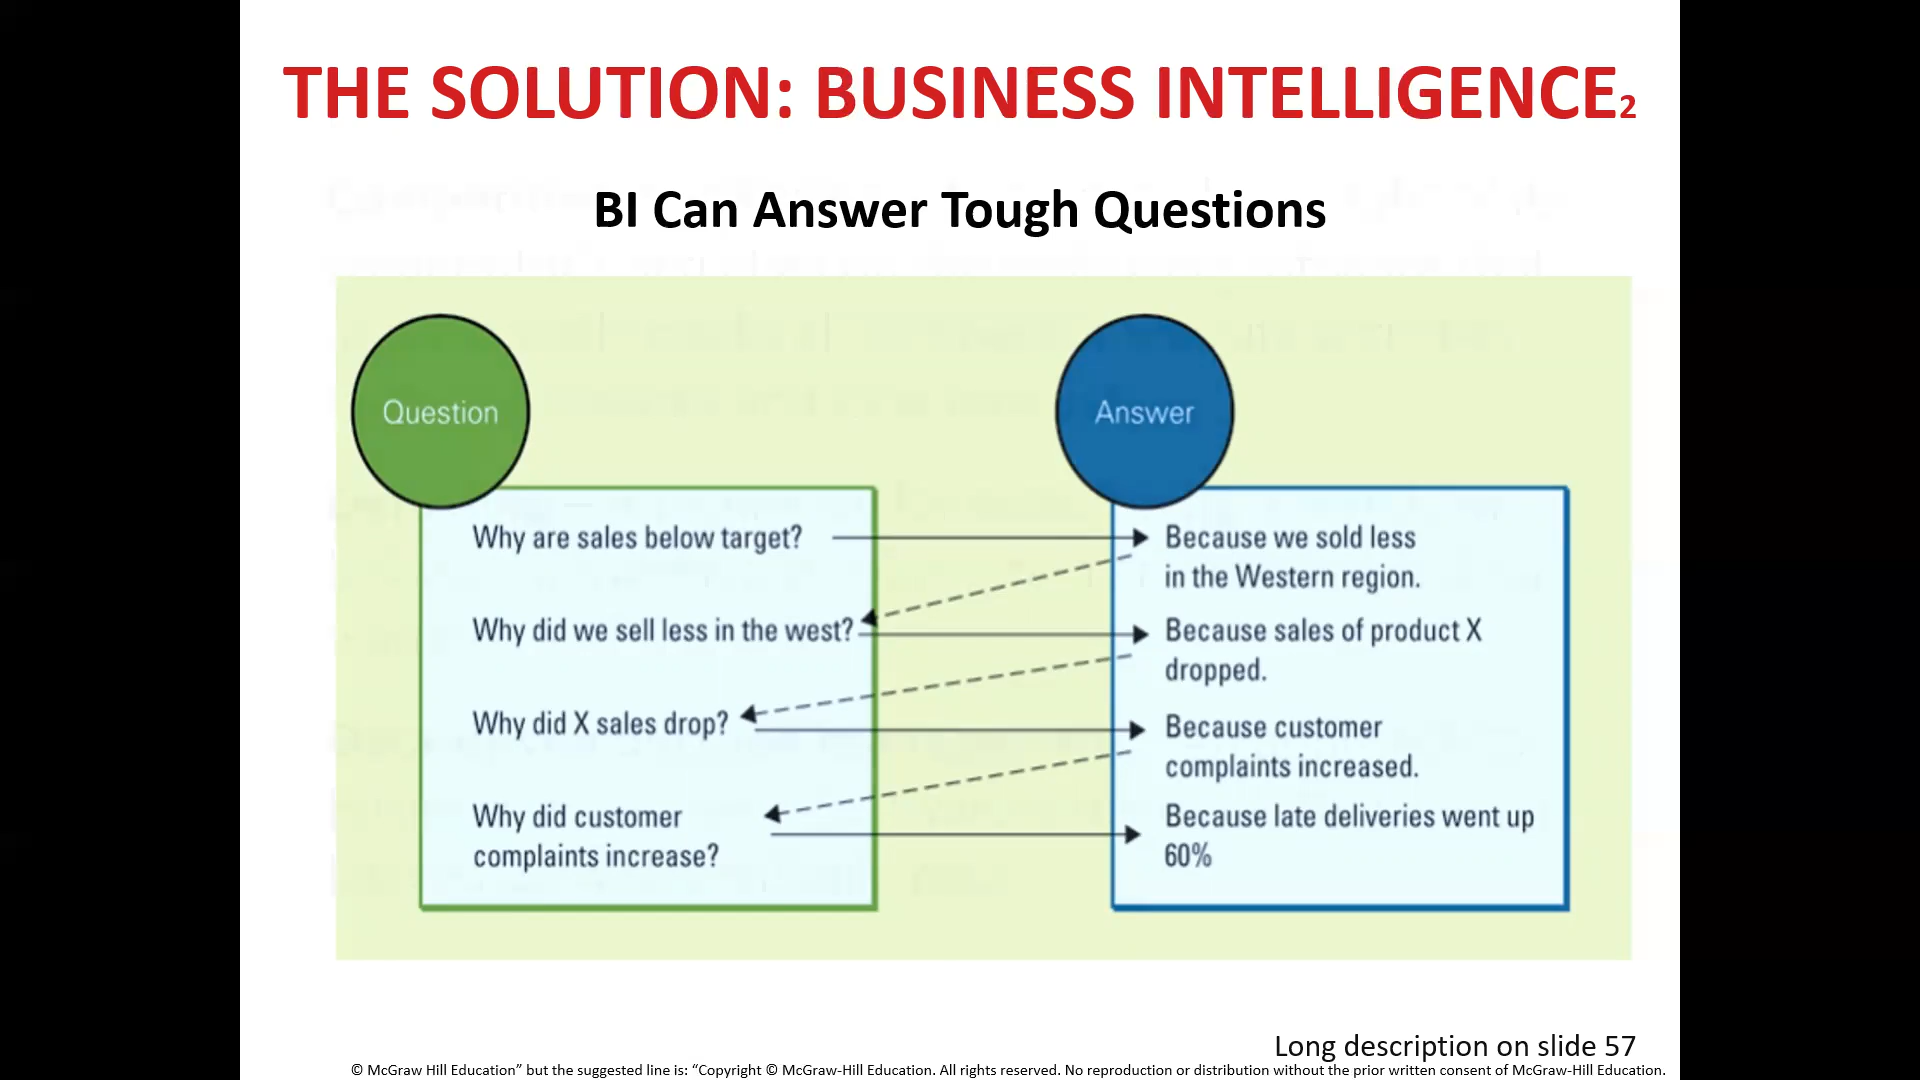 THE SOLUTION: BUSINESS INTELLIGENCE2
BI Can Answer Tough Questions
Question
Answer
Why are sales below target?
Because we sold less
in the Western region.
Why did we sell less in the west?
Because sales of product X
dropped.
Why did X sales drop?
Because customer
complaints increased.
Why did customer
complaints increase?
Because late deliveries went up
60%
Long description on slide 57
© McGraw Hill Education” but the suggested line is: “Copyright © McGraw-Hill Education. All rights reserved. No reproduction or distribution without the prior written consent of McGraw-Hill Education.